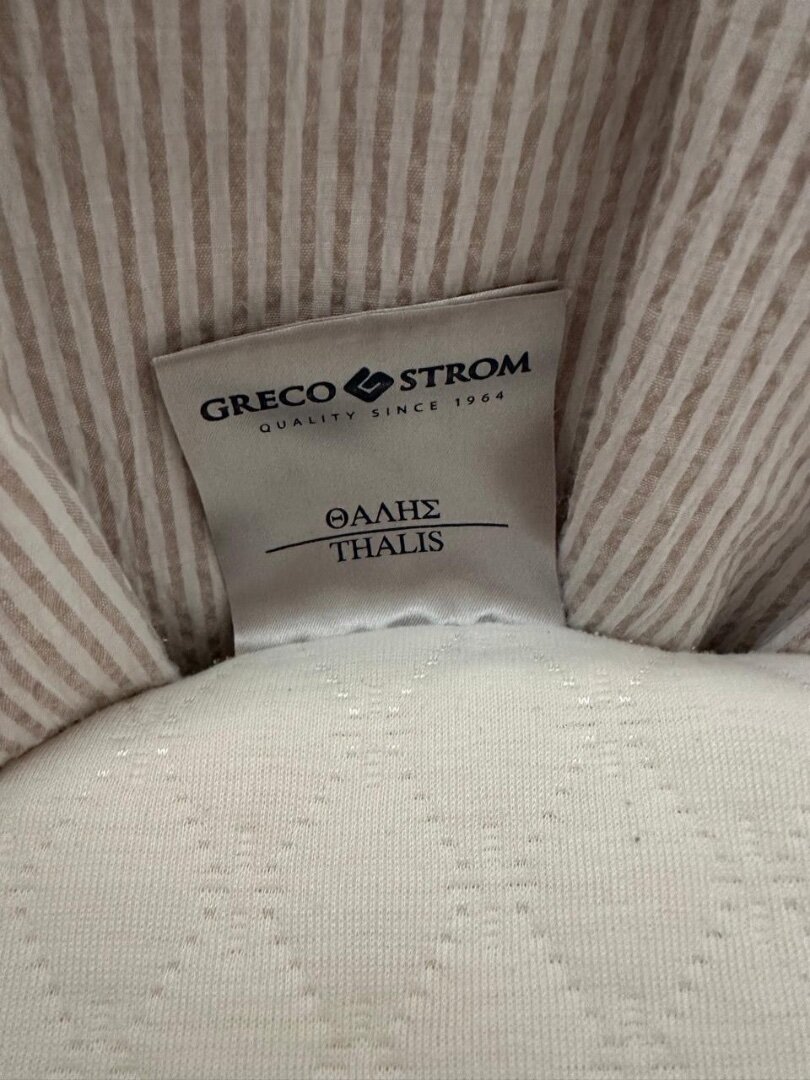 GRECO STROM
QUALITY SINCE 1964
ΘΑΛΗΣ
THALIS